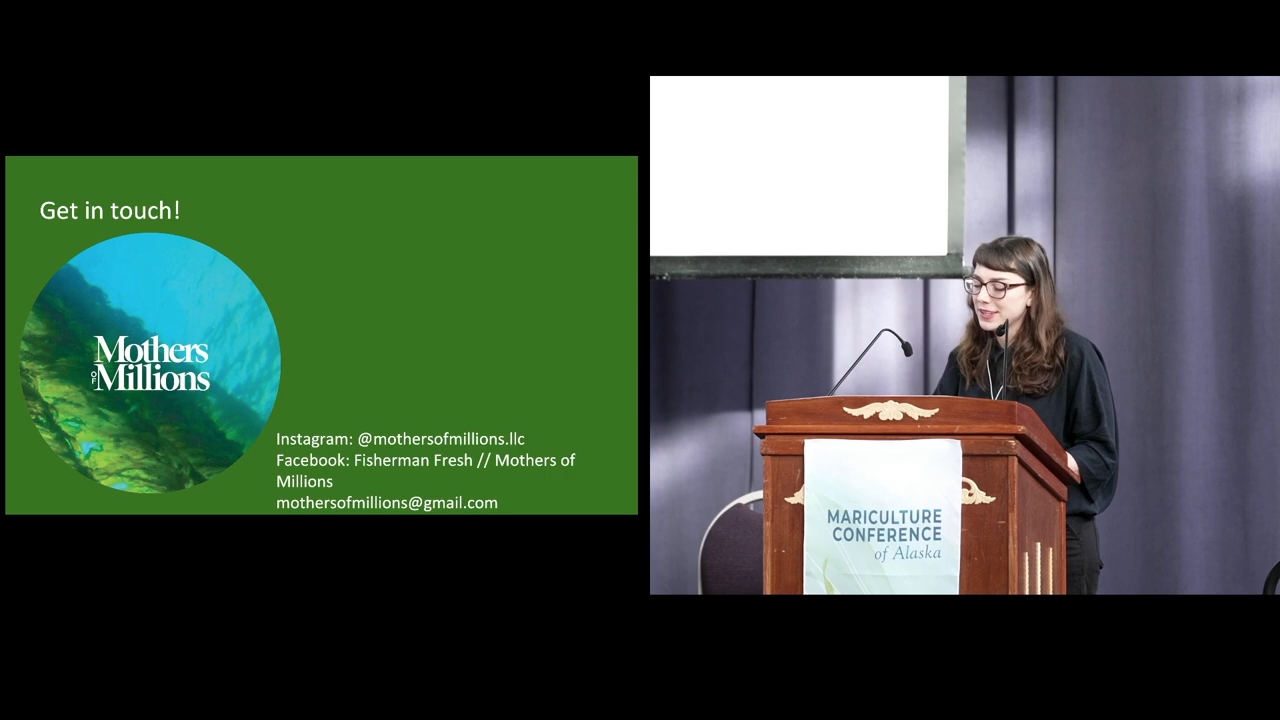 Get in touch!
Mothers
OF
Millions
Instagram: @mothersofmillions.llc
Facebook: Fisherman Fresh // Mothers of
Millions
mothersofmillions@gmail.com
MARICULTURE
CONFERENCE
of Alaska